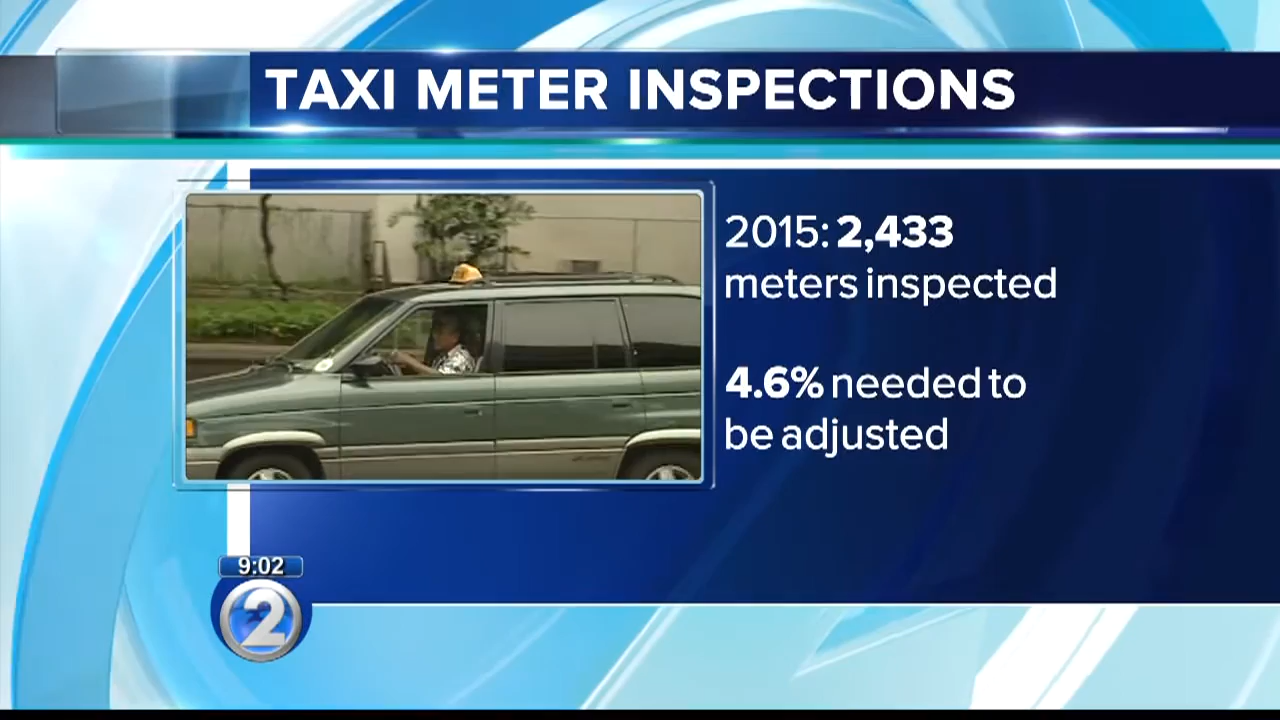 TAXI METER INSPECTIONS
2015: 2,433
meters inspected
4.6% needed to
be adjusted
9:02
2